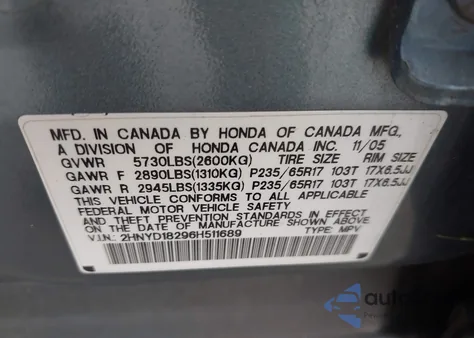 MFD. IN CANADA BY HONDA OF CANADA MFG.,
A DIVISION OF HONDA CANADA INC. 11/05
GVWR 5730LBS(2600KG) TIRE SIZE RIM SIZE
GAWR F 2890LBS(1310KG) P235/65R17 103T 17X6.5JJ
GAWR R 2945LBS(1335KG) P235/65R17 103T 17X6.5JJ
THIS VEHICLE CONFORMS TO ALL APPLICABLE
FEDERAL MOTOR VEHICLE SAFETY STANDARDS IN EFFECT
ON THE DATE OF MANUFACTURE SHOWN ABOVE.
V.I.N.: 2HNYD18296H511689 TYPE: MPV